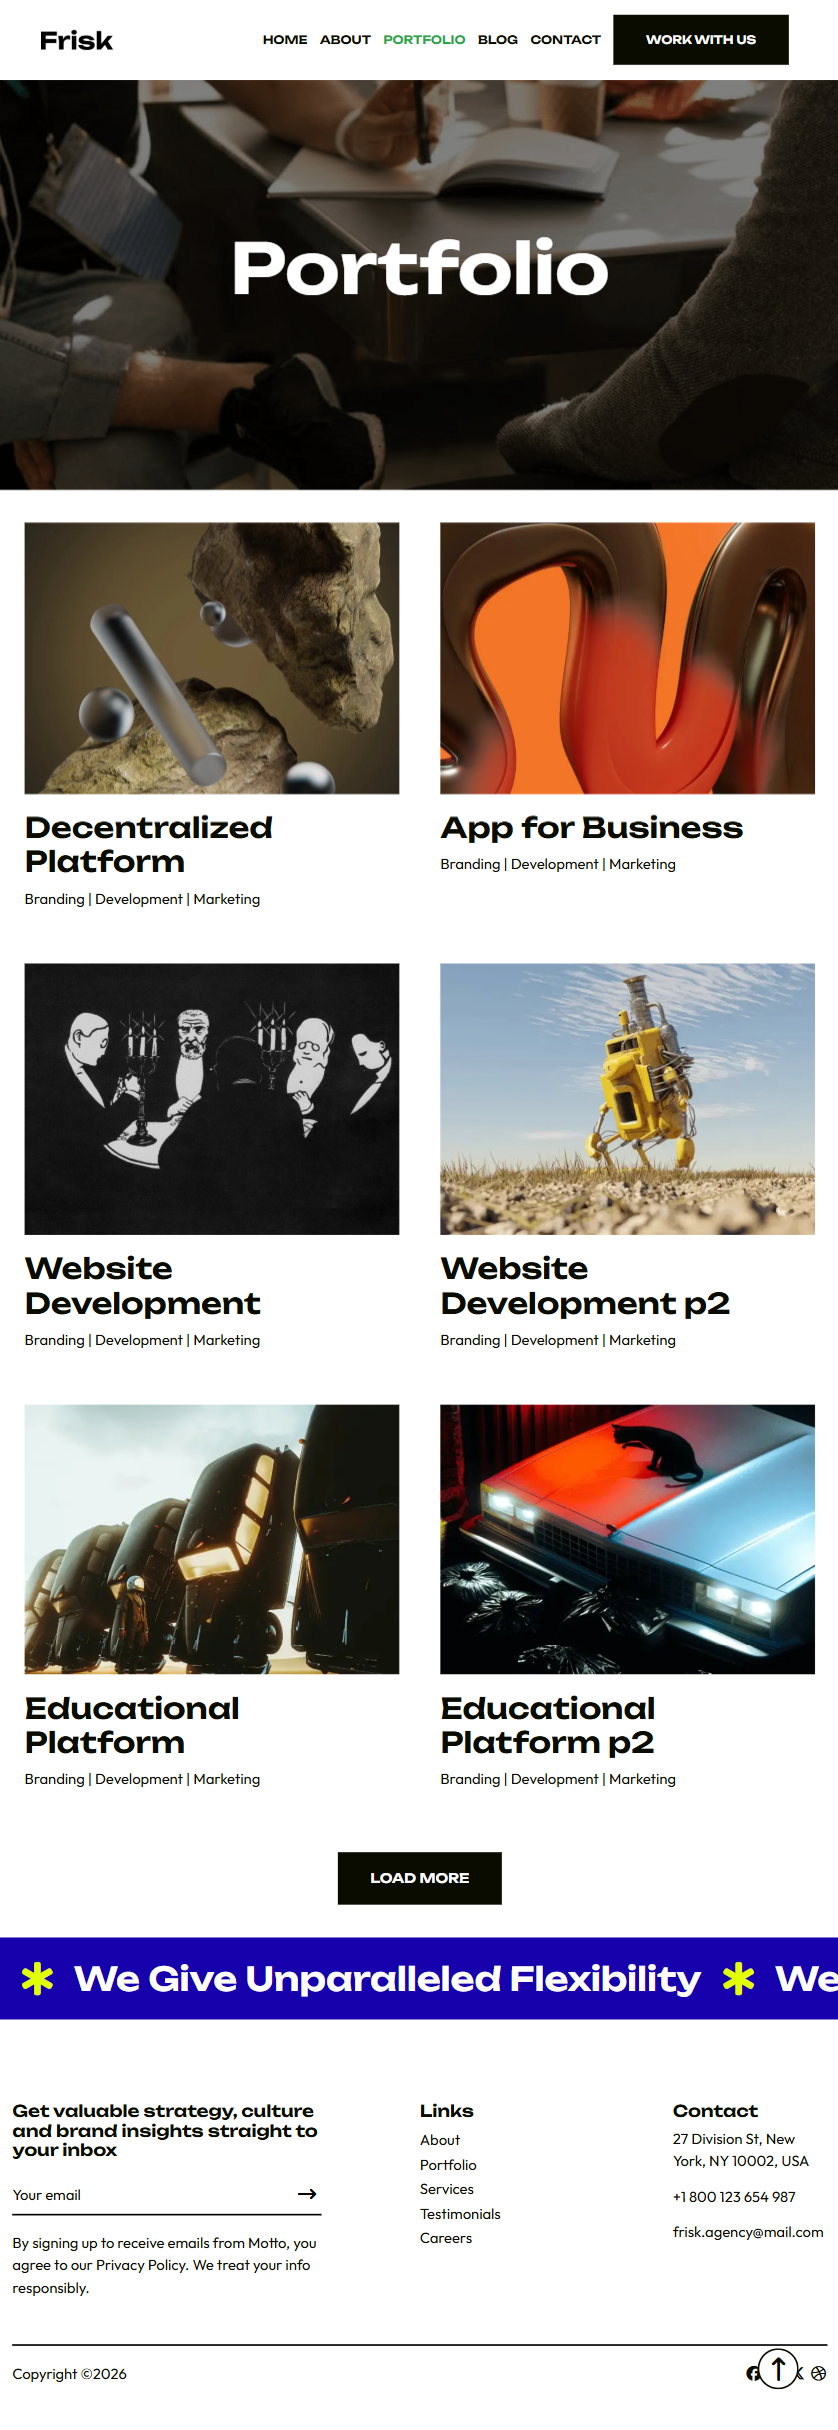 Frisk
HOME ABOUT PORTFOLIO BLOG CONTACT WORK WITH US
Portfolio
Decentralized
Platform
Branding | Development | Marketing
App for Business
Branding | Development | Marketing
Website
Development
Branding | Development | Marketing
Website
Development p2
Branding | Development | Marketing
Educational
Platform
Branding | Development | Marketing
Educational
Platform p2
Branding | Development | Marketing
LOAD MORE
We Give Unparalleled Flexibility We
Get valuable strategy, culture
and brand insights straight to
your inbox
Your email
By signing up to receive emails from Motto, you
agree to our Privacy Policy. We treat your info
responsibly.
Links
About
Portfolio
Services
Testimonials
Careers
Contact
27 Division St, New
York, NY 10002, USA
+1 800 123 654 987
frisk.agency@mail.com
Copyright ©2026